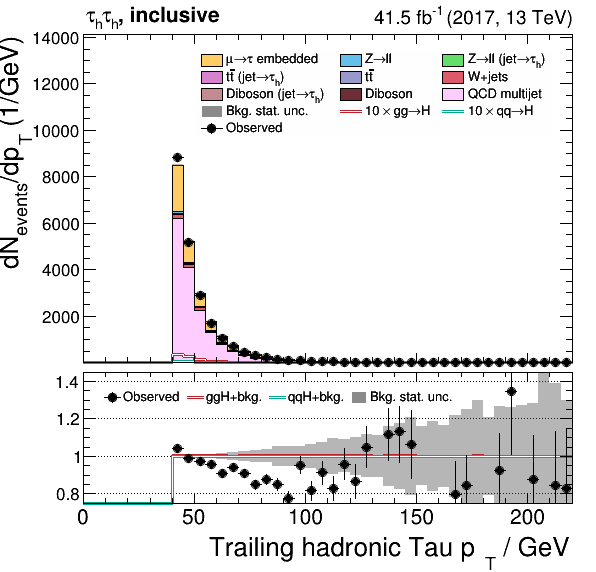 τhτh, inclusive 41.5 fb-1 (2017, 13 TeV)
dNevents/dpT (1/GeV)
14000
12000
10000
8000
6000
4000
2000
μ→τ embedded Z→ll Z→ll (jet→τh)
tt̄ (jet→τh) tt̄ W+jets
Diboson (jet→τh) Diboson QCD multijet
Bkg. stat. unc. 10 × gg→H 10 × qq→H
Observed
1.4
1.2
1
0.8
Observed ggH+bkg. qqH+bkg. Bkg. stat. unc.
0 50 100 150 200
Trailing hadronic Tau p T / GeV